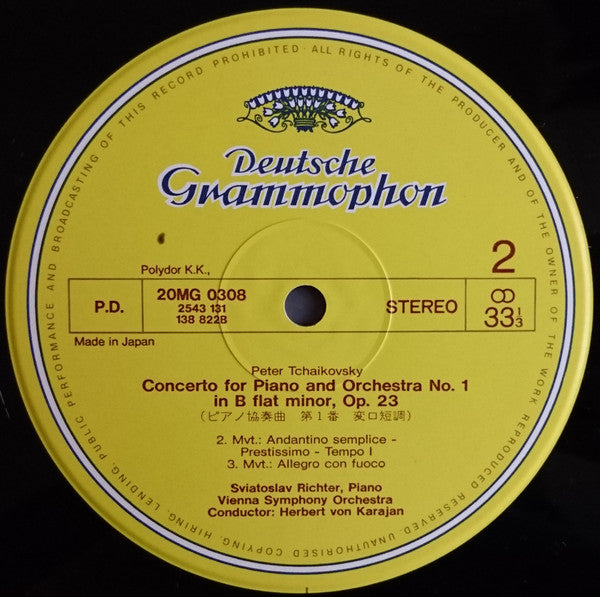 ALL RIGHTS OF THE PRODUCER AND OF THE OWNER OF THE WORK REPRODUCED RESERVED. UNAUTHORISED COPYING, HIRING, LENDING, PUBLIC PERFORMANCE AND BROADCASTING OF THIS RECORD PROHIBITED ·
Deutsche
Grammophon
Polydor K.K.,
2
P.D.
20MG 0308
2543 131
138 822B
STEREO
33 1/3
Made in Japan
Peter Tchaikovsky
Concerto for Piano and Orchestra No. 1
in B flat minor, Op. 23
(ピアノ協奏曲 第1番 変ロ短調)
2. Mvt.: Andantino semplice -
Prestissimo - Tempo I
3. Mvt.: Allegro con fuoco
Sviatoslav Richter, Piano
Vienna Symphony Orchestra
Conductor: Herbert von Karajan